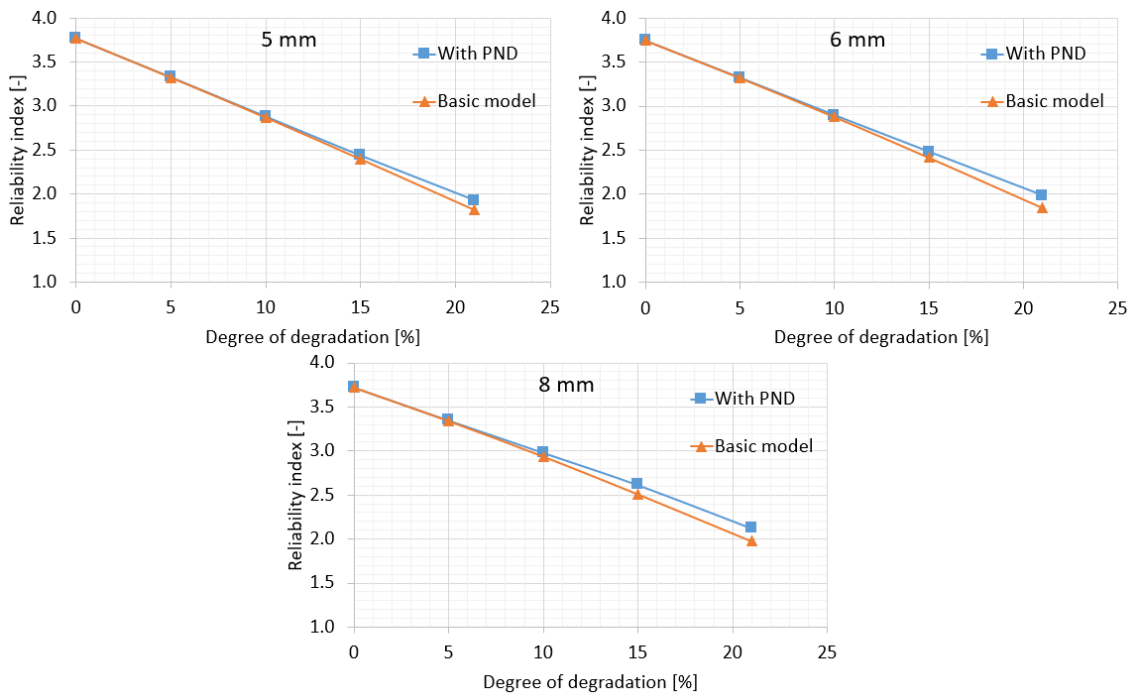 5 mm
With PND
Basic model
Reliability index [-]
4.0
3.5
3.0
2.5
2.0
1.5
1.0
0 5 10 15 20 25
Degree of degradation [%]
6 mm
With PND
Basic model
Reliability index [-]
4.0
3.5
3.0
2.5
2.0
1.5
1.0
0 5 10 15 20 25
Degree of degradation [%]
8 mm
With PND
Basic model
Reliability index [-]
4.0
3.5
3.0
2.5
2.0
1.5
1.0
0 5 10 15 20 25
Degree of degradation [%]